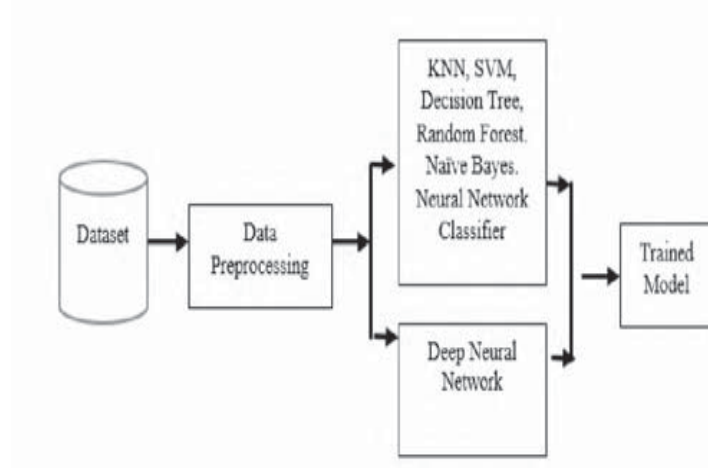 Dataset
Data
Preprocessing
KNN, SVM,
Decision Tree,
Random Forest.
Naïve Bayes.
Neural Network
Classifier
Deep Neural
Network
Trained
Model